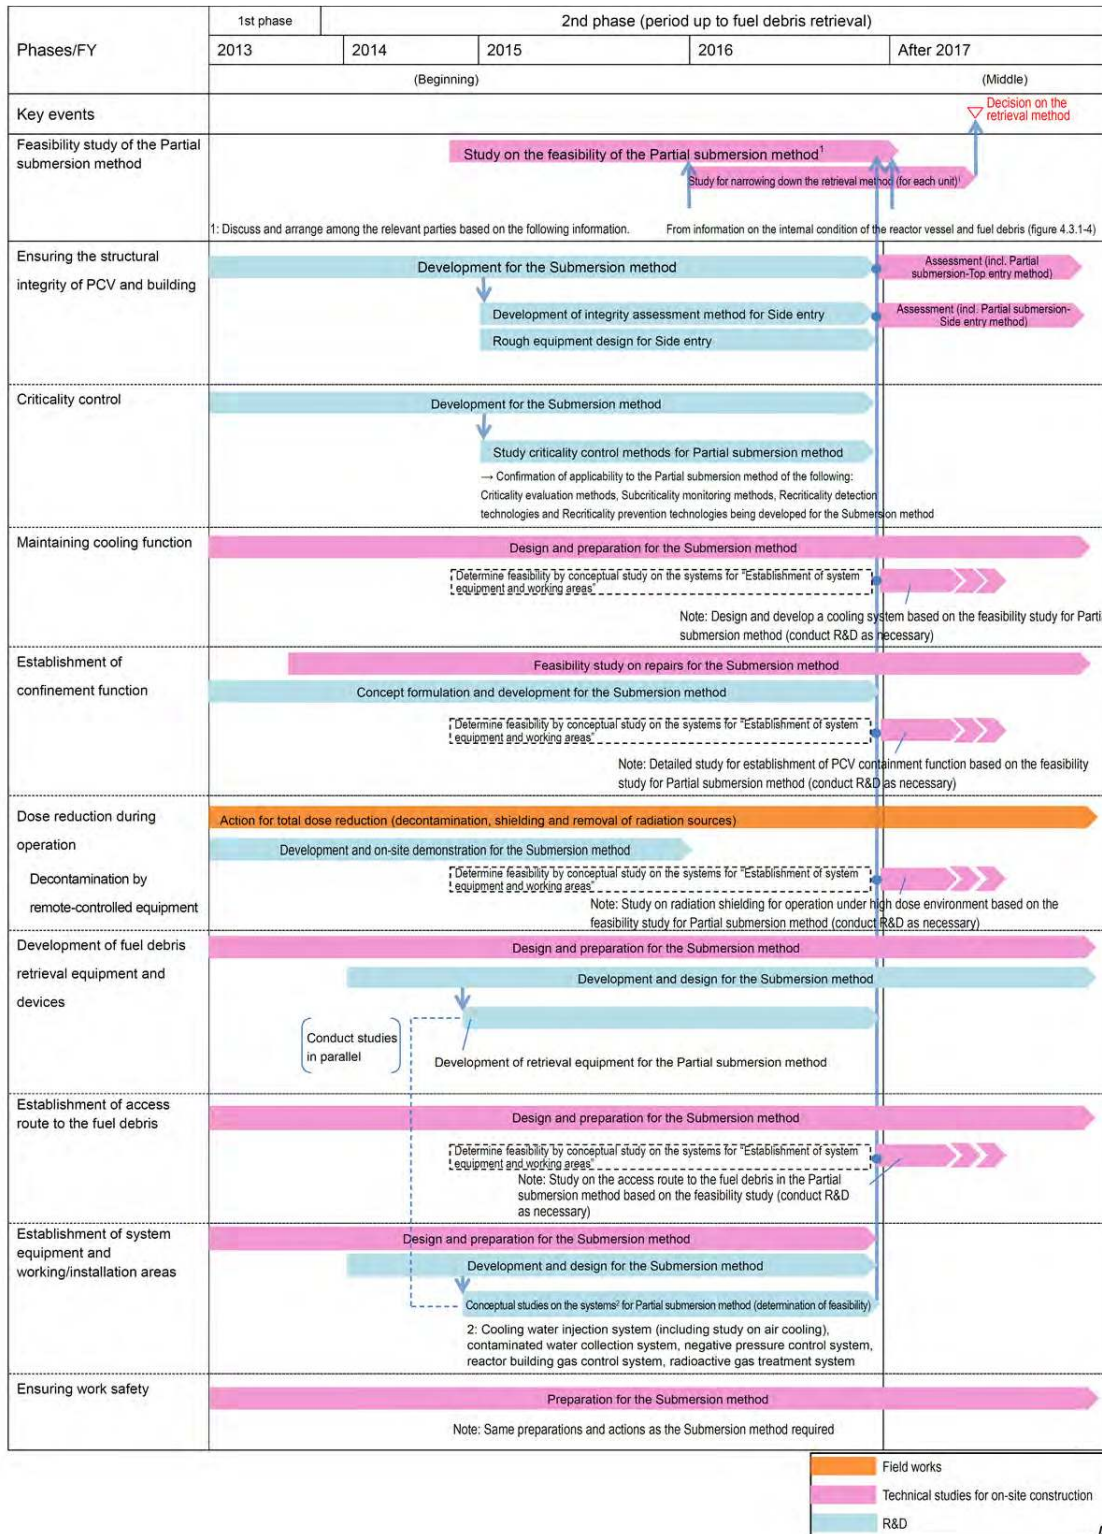 1st phase
2nd phase (period up to fuel debris retrieval)
Phases/FY
2013
2014
2015
2016
After 2017
(Beginning)
(Middle)
Key events
Decision on the
retrieval method
Feasibility study of the Partial
submersion method
Study on the feasibility of the Partial submersion method1
Study for narrowing down the retrieval method (for each unit)1
1: Discuss and arrange among the relevant parties based on the following information.
From information on the internal condition of the reactor vessel and fuel debris (figure 4.3.1-4)
Ensuring the structural
integrity of PCV and building
Development for the Submersion method
Assessment (incl. Partial
submersion-Top entry method)
Development of integrity assessment method for Side entry
Assessment (incl. Partial submersion-
Side entry method)
Rough equipment design for Side entry
Criticality control
Development for the Submersion method
Study criticality control methods for Partial submersion method
→ Confirmation of applicability to the Partial submersion method of the following:
Criticality evaluation methods, Subcriticality monitoring methods, Recriticality detection
technologies and Recriticality prevention technologies being developed for the Submersion method
Maintaining cooling function
Design and preparation for the Submersion method
Determine feasibility by conceptual study on the systems for "Establishment of system
equipment and working areas"
Note: Design and develop a cooling system based on the feasibility study for Parti
submersion method (conduct R&D as necessary)
Establishment of
confinement function
Feasibility study on repairs for the Submersion method
Concept formulation and development for the Submersion method
Determine feasibility by conceptual study on the systems for "Establishment of system
equipment and working areas"
Note: Detailed study for establishment of PCV containment function based on the feasibility
study for Partial submersion method (conduct R&D as necessary)
Dose reduction during
operation
Decontamination by
remote-controlled equipment
Action for total dose reduction (decontamination, shielding and removal of radiation sources)
Development and on-site demonstration for the Submersion method
Determine feasibility by conceptual study on the systems for "Establishment of system
equipment and working areas"
Note: Study on radiation shielding for operation under high dose environment based on the
feasibility study for Partial submersion method (conduct R&D as necessary)
Development of fuel debris
retrieval equipment and
devices
Design and preparation for the Submersion method
Development and design for the Submersion method
Conduct studies
in parallel
Development of retrieval equipment for the Partial submersion method
Establishment of access
route to the fuel debris
Design and preparation for the Submersion method
Determine feasibility by conceptual study on the systems for "Establishment of system
equipment and working areas"
Note: Study on the access route to the fuel debris in the Partial
submersion method based on the feasibility study (conduct R&D
as necessary)
Establishment of system
equipment and
working/installation areas
Design and preparation for the Submersion method
Development and design for the Submersion method
Conceptual studies on the systems2 for Partial submersion method (determination of feasibility)
2: Cooling water injection system (including study on air cooling),
contaminated water collection system, negative pressure control system,
reactor building gas control system, radioactive gas treatment system
Ensuring work safety
Preparation for the Submersion method
Note: Same preparations and actions as the Submersion method required
Field works
Technical studies for on-site construction
R&D